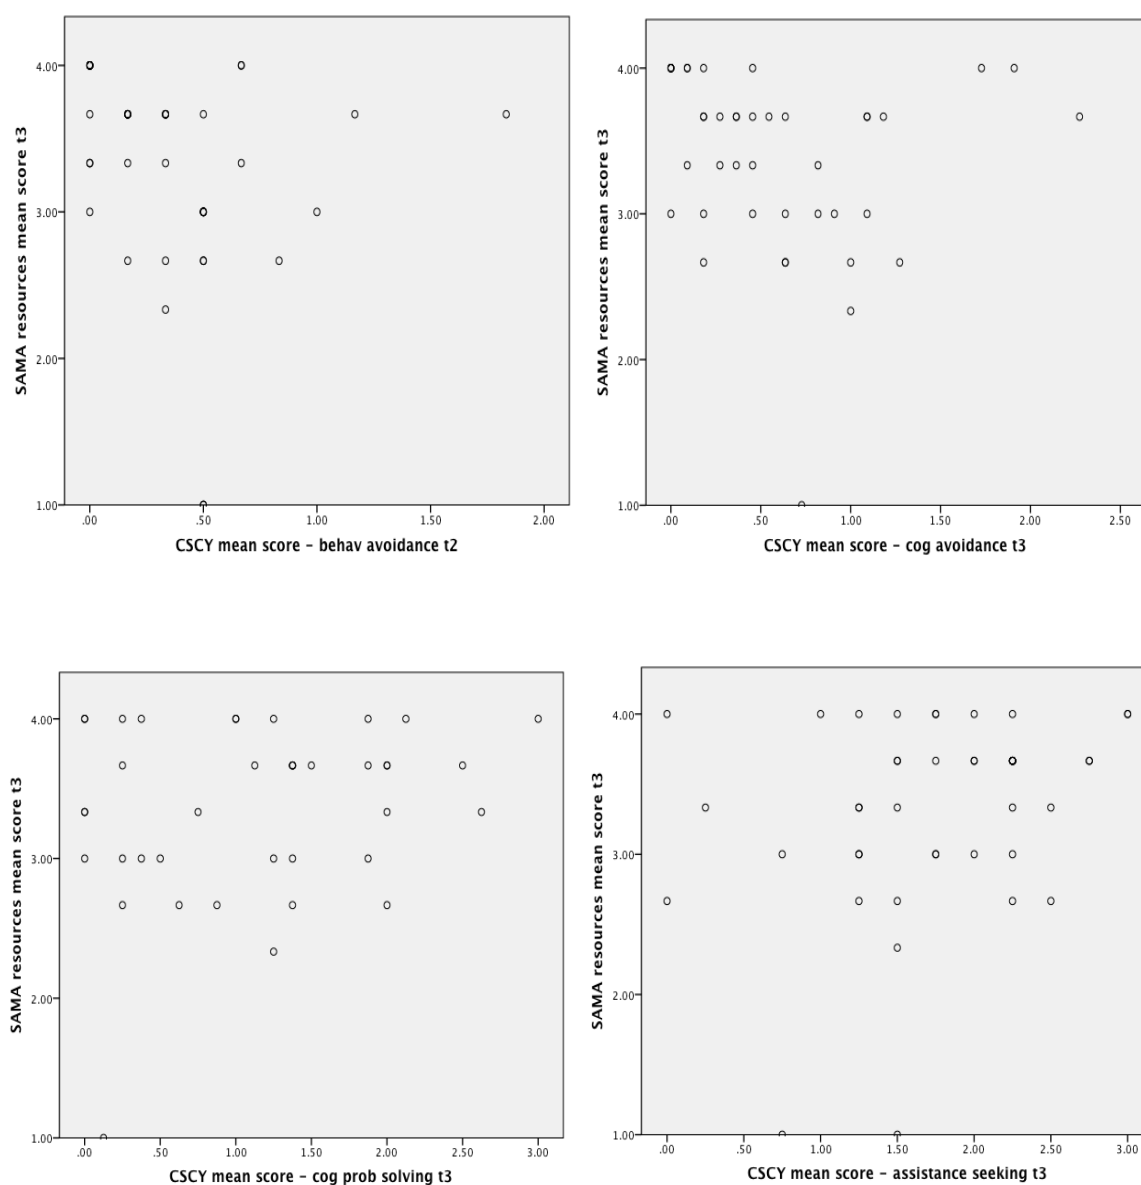 SAMA resources mean score t3
4.00
3.00
2.00
1.00
.00 .50 1.00 1.50 2.00
CSCY mean score – behav avoidance t2
SAMA resources mean score t3
4.00
3.00
2.00
1.00
.00 .50 1.00 1.50 2.00 2.50
CSCY mean score – cog avoidance t3
SAMA resources mean score t3
4.00
3.00
2.00
1.00
.00 .50 1.00 1.50 2.00 2.50 3.00
CSCY mean score – cog prob solving t3
SAMA resources mean score t3
4.00
3.00
2.00
1.00
.00 .50 1.00 1.50 2.00 2.50 3.00
CSCY mean score – assistance seeking t3